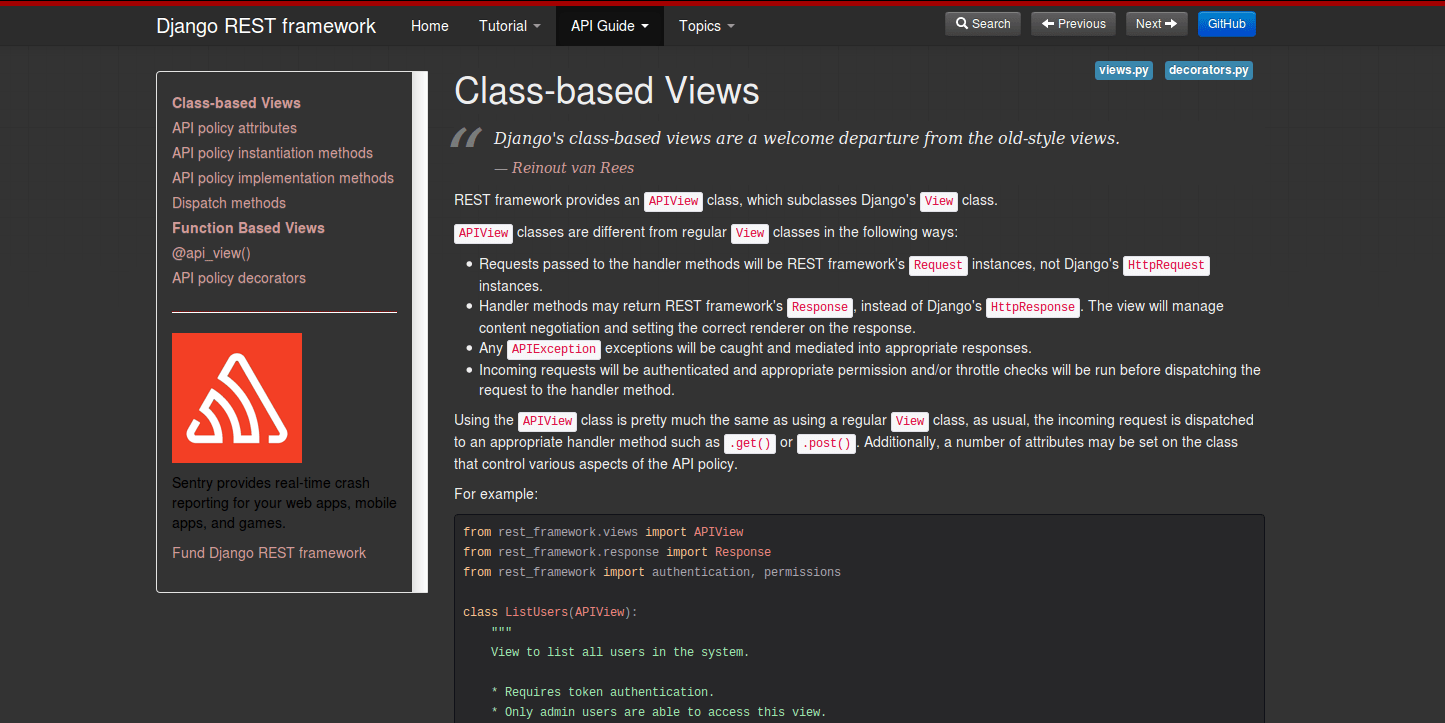 Django REST framework Home Tutorial API Guide Topics Search Previous Next GitHub
Class-based Views
API policy attributes
API policy instantiation methods
API policy implementation methods
Dispatch methods
Function Based Views
@api_view()
API policy decorators
Sentry provides real-time crash
reporting for your web apps, mobile
apps, and games.
Fund Django REST framework
views.py decorators.py
Class-based Views
“ Django's class-based views are a welcome departure from the old-style views.
— Reinout van Rees
REST framework provides an APIView class, which subclasses Django's View class.
APIView classes are different from regular View classes in the following ways:
• Requests passed to the handler methods will be REST framework's Request instances, not Django's HttpRequest
instances.
• Handler methods may return REST framework's Response, instead of Django's HttpResponse. The view will manage
content negotiation and setting the correct renderer on the response.
• Any APIException exceptions will be caught and mediated into appropriate responses.
• Incoming requests will be authenticated and appropriate permission and/or throttle checks will be run before dispatching the
request to the handler method.
Using the APIView class is pretty much the same as using a regular View class, as usual, the incoming request is dispatched
to an appropriate handler method such as .get() or .post(). Additionally, a number of attributes may be set on the class
that control various aspects of the API policy.
For example:
from rest_framework.views import APIView
from rest_framework.response import Response
from rest_framework import authentication, permissions
class ListUsers(APIView):
"""
View to list all users in the system.
* Requires token authentication.
* Only admin users are able to access this view.